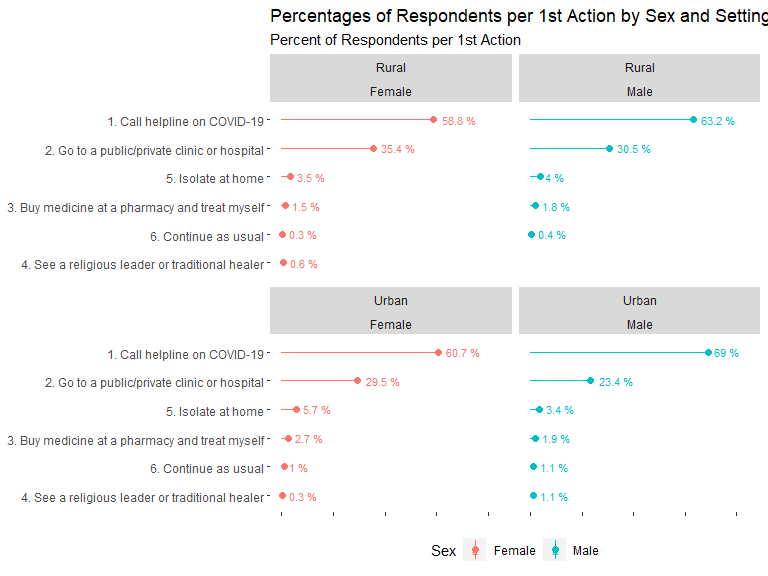 Percentages of Respondents per 1st Action by Sex and Setting
Percent of Respondents per 1st Action
Rural
Female
Rural
Male
1. Call helpline on COVID-19
58.8 %
63.2 %
2. Go to a public/private clinic or hospital
35.4 %
30.5 %
5. Isolate at home
3.5 %
4 %
3. Buy medicine at a pharmacy and treat myself
1.5 %
1.8 %
6. Continue as usual
0.3 %
0.4 %
4. See a religious leader or traditional healer
0.6 %
Urban
Female
Urban
Male
1. Call helpline on COVID-19
60.7 %
69 %
2. Go to a public/private clinic or hospital
29.5 %
23.4 %
5. Isolate at home
5.7 %
3.4 %
3. Buy medicine at a pharmacy and treat myself
2.7 %
1.9 %
6. Continue as usual
1 %
1.1 %
4. See a religious leader or traditional healer
0.3 %
1.1 %
Sex
Female
Male